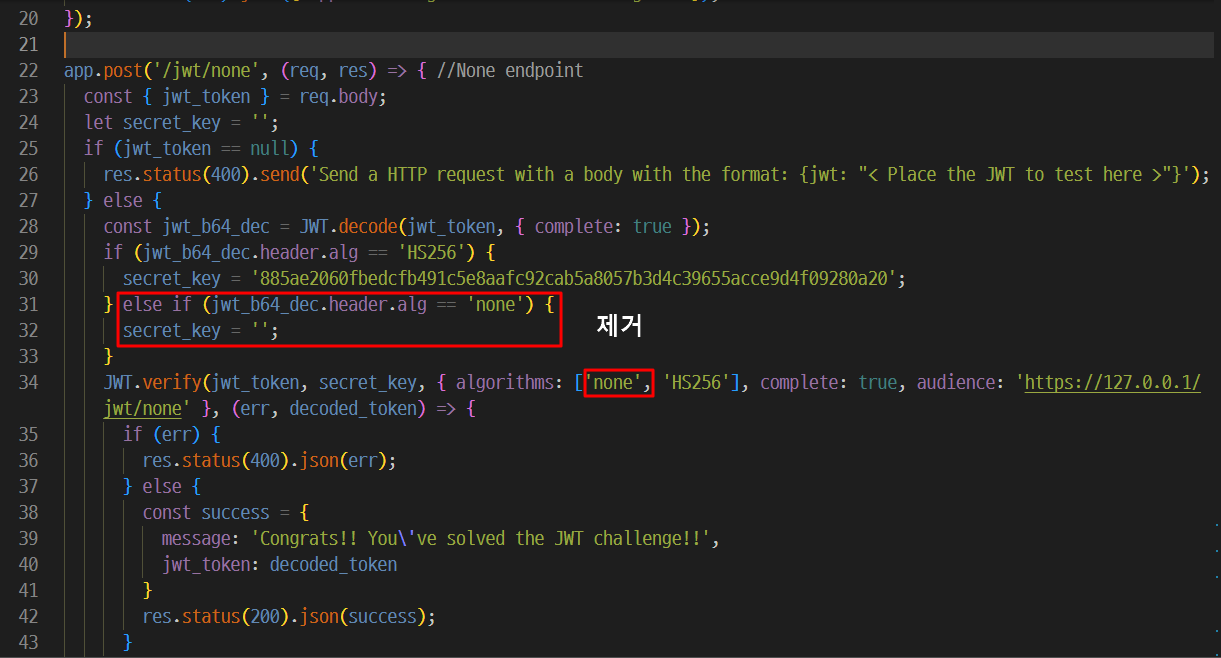 20 });
21
22 app.post('/jwt/none', (req, res) => { //None endpoint
23 const { jwt_token } = req.body;
24 let secret_key = '';
25 if (jwt_token == null) {
26 res.status(400).send('Send a HTTP request with a body with the format: {jwt: "< Place the JWT to test here >"}');
27 } else {
28 const jwt_b64_dec = JWT.decode(jwt_token, { complete: true });
29 if (jwt_b64_dec.header.alg == 'HS256') {
30 secret_key = '885ae2060fbedcfb491c5e8aafc92cab5a8057b3d4c39655acce9d4f09280a20';
31 } else if (jwt_b64_dec.header.alg == 'none') {
제거
32 secret_key = '';
33 }
34 JWT.verify(jwt_token, secret_key, { algorithms: ['none', 'HS256'], complete: true, audience: 'https://127.0.0.1/
jwt/none' }, (err, decoded_token) => {
35 if (err) {
36 res.status(400).json(err);
37 } else {
38 const success = {
39 message: 'Congrats!! You\'ve solved the JWT challenge!!',
40 jwt_token: decoded_token
41 }
42 res.status(200).json(success);
43 }